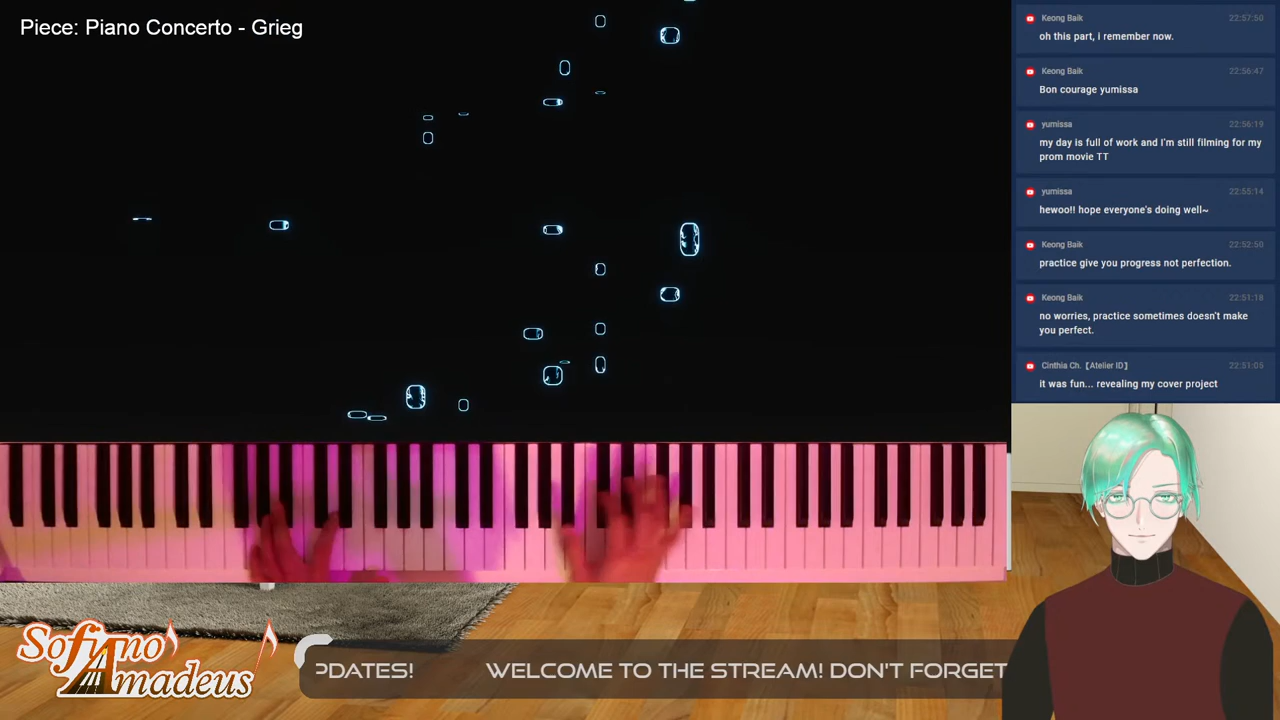 Piece: Piano Concerto - Grieg
Keong Baik 22:57:50
oh this part, i remember now.
Keong Baik 22:56:47
Bon courage yumissa
yumissa 22:56:19
my day is full of work and I'm still filming for my
prom movie TT
yumissa 22:55:14
hewoo!! hope everyone's doing well~
Keong Baik 22:52:50
practice give you progress not perfection.
Keong Baik 22:51:18
no worries, practice sometimes doesn't make
you perfect.
Cinthia Ch.【Atelier ID】 22:51:05
it was fun... revealing my cover project
Sofiano
Amadeus
PDATES! WELCOME TO THE STREAM! DON'T FORGET